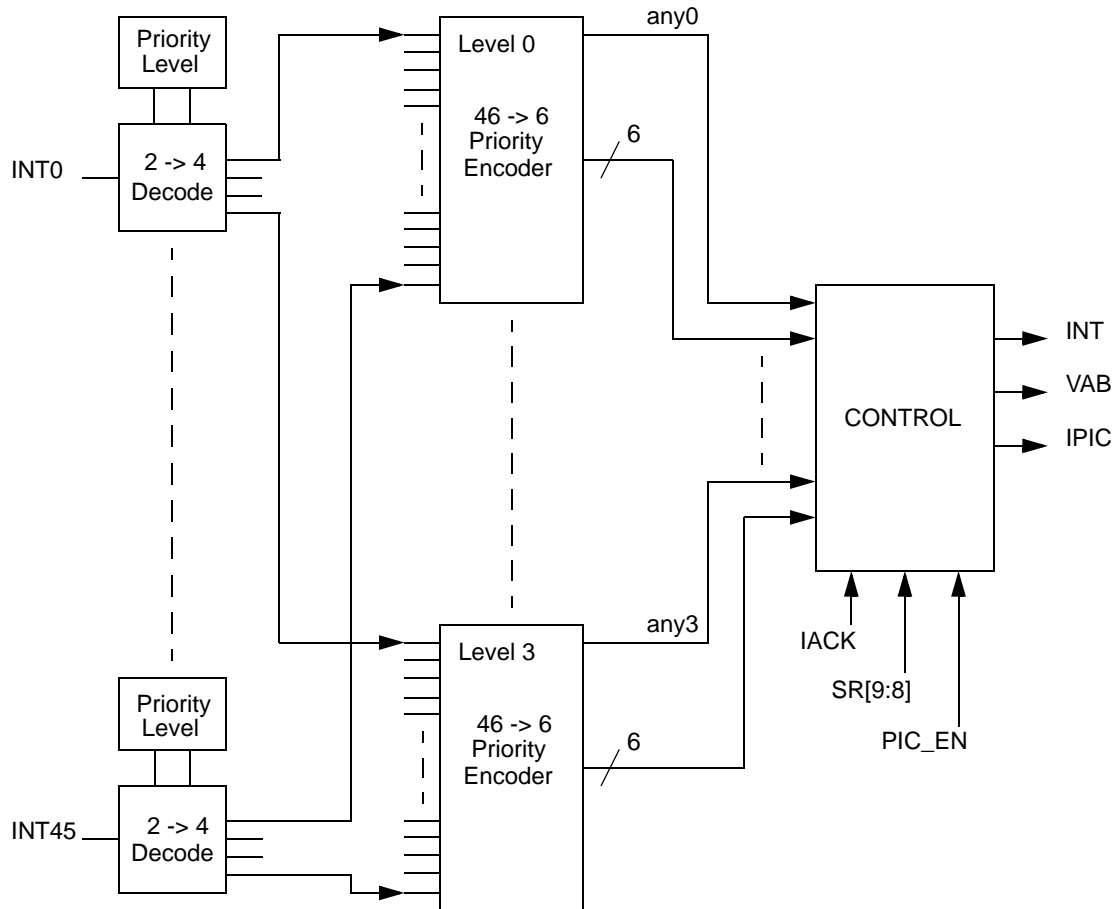 Priority
Level
INT0
2 -> 4
Decode
Level 0
46 -> 6
Priority
Encoder
any0
6
CONTROL
INT
VAB
IPIC
IACK
SR[9:8]
PIC_EN
Priority
Level
INT45
2 -> 4
Decode
Level 3
46 -> 6
Priority
Encoder
any3
6